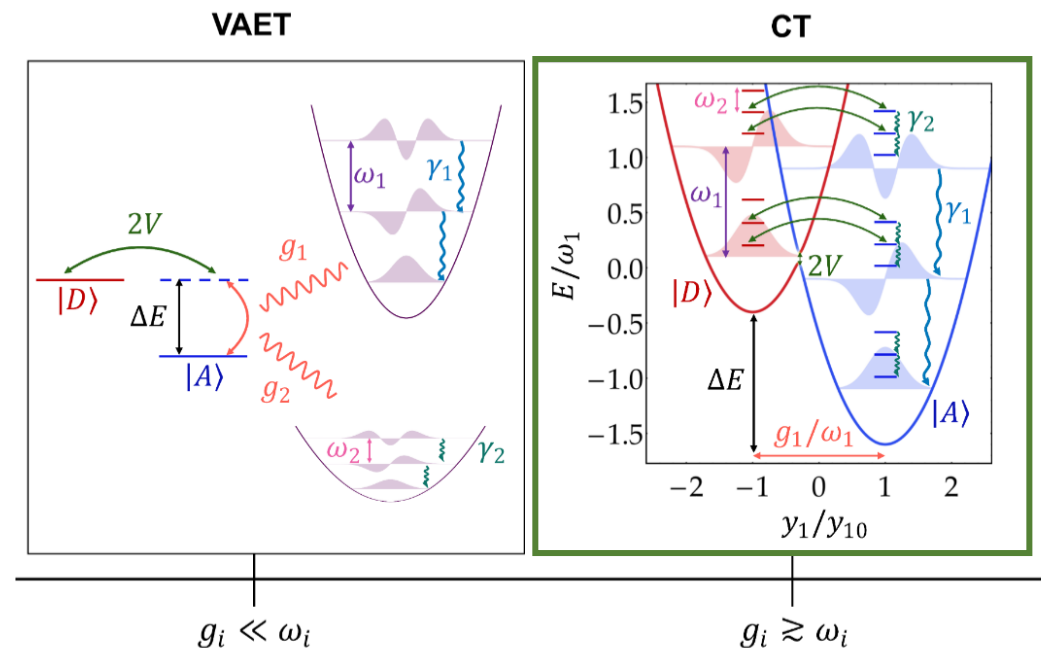 VAET
CT
2V
|D⟩
ΔE
|A⟩
g₁
g₂
ω₁
γ₁
ω₂
γ₂
E/ω₁
1.5
1.0
0.5
0.0
−0.5
−1.0
−1.5
ω₂
ω₁
γ₂
γ₁
2V
|D⟩
|A⟩
ΔE
g₁/ω₁
−2 −1 0 1 2
y₁/y₁₀
gᵢ ≪ ωᵢ
gᵢ ≳ ωᵢ